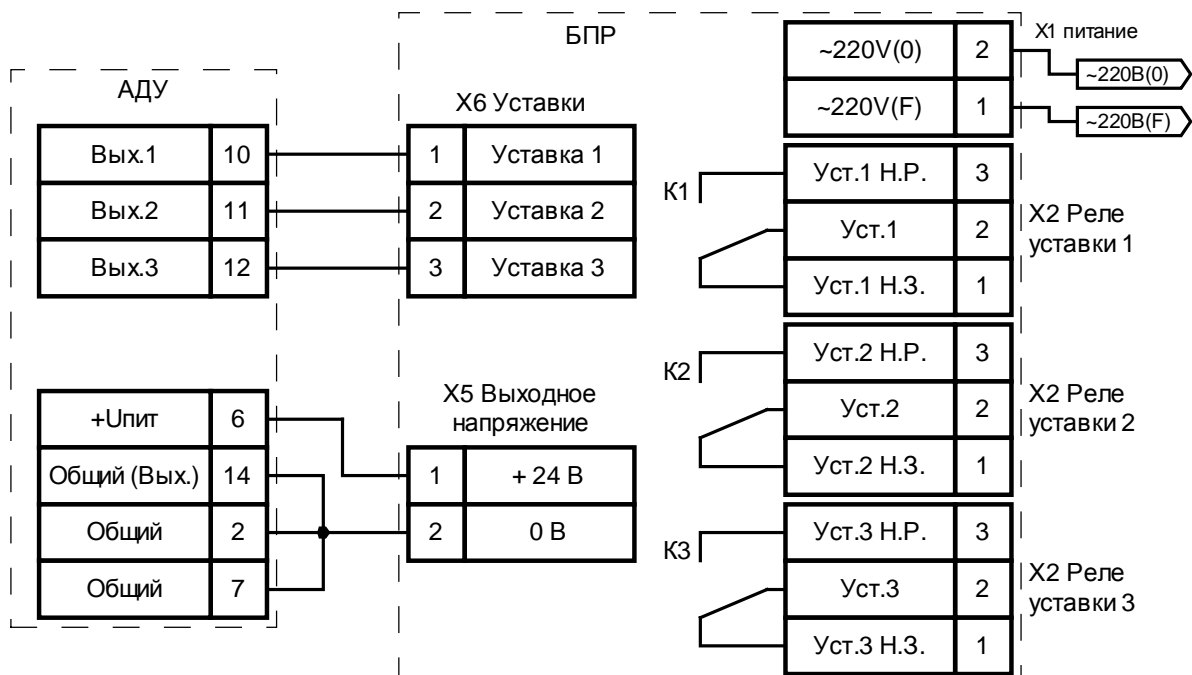 АДУ
Вых.1 10
Вых.2 11
Вых.3 12
+Uпит 6
Общий (Вых.) 14
Общий 2
Общий 7
БПР
X6 Уставки
1 Уставка 1
2 Уставка 2
3 Уставка 3
X5 Выходное
напряжение
1 + 24 В
2 0 В
~220V(0) 2
~220V(F) 1
X1 питание
~220В(0)
~220В(F)
К1
Уст.1 Н.Р. 3
Уст.1 2
Уст.1 Н.З. 1
X2 Реле
уставки 1
К2
Уст.2 Н.Р. 3
Уст.2 2
Уст.2 Н.З. 1
X2 Реле
уставки 2
К3
Уст.3 Н.Р. 3
Уст.3 2
Уст.3 Н.З. 1
X2 Реле
уставки 3